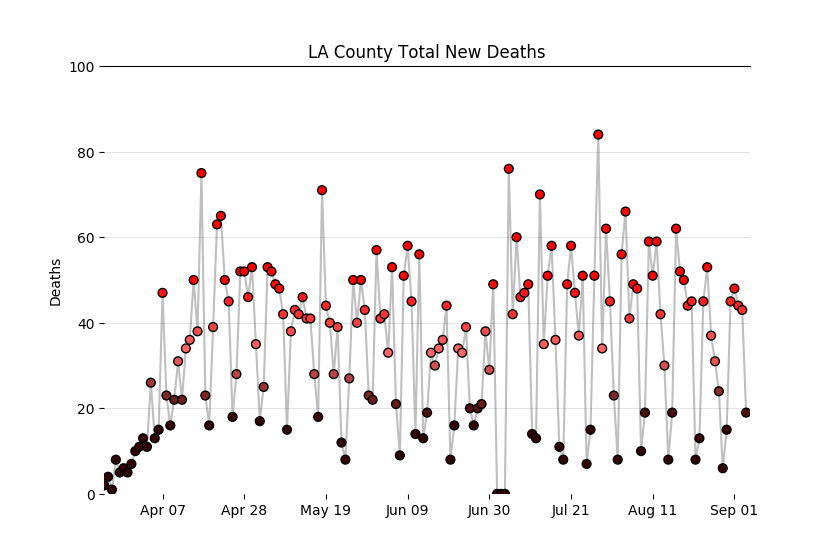 LA County Total New Deaths
100
80
60
40
20
0
Deaths
Apr 07
Apr 28
May 19
Jun 09
Jun 30
Jul 21
Aug 11
Sep 01